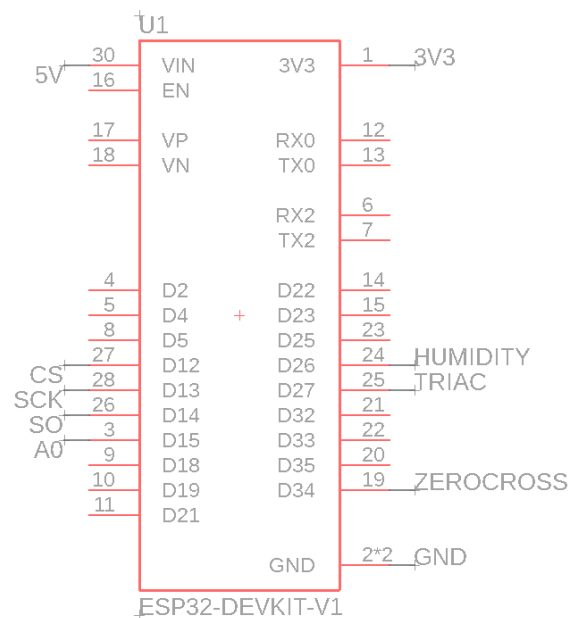 U1
30 VIN 3V3 1 3V3
5V
16 EN
17 VP RX0 12
18 VN TX0 13
RX2 6
TX2 7
4 D2 D22 14
5 D4 D23 15
8 D5 D25 23
27 D12 D26 24 HUMIDITY
CS
28 D13 D27 25 TRIAC
SCK
26 D14 D32 21
SO
3 D15 D33 22
A0
9 D18 D35 20
10 D19 D34 19 ZEROCROSS
11 D21
GND 2*2 GND
ESP32-DEVKIT-V1